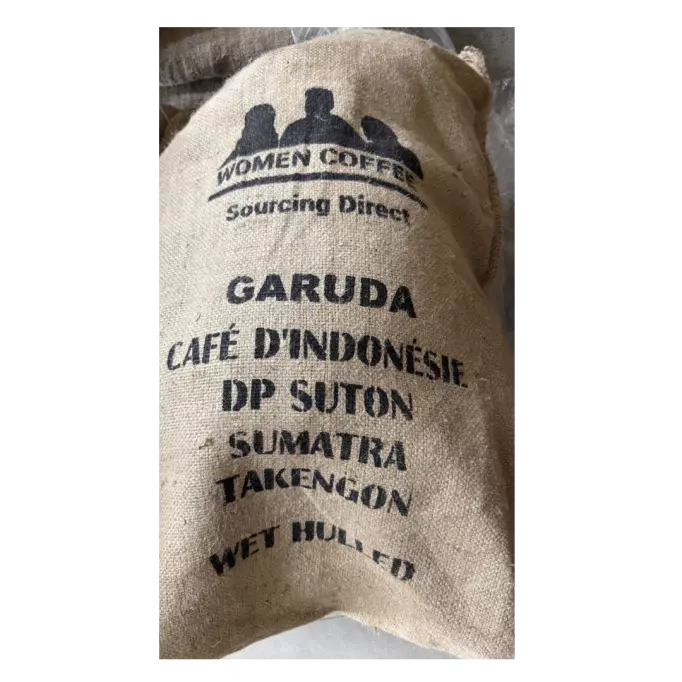 WOMEN COFFEE
Sourcing Direct
GARUDA
CAFÉ D'INDONÉSIE
DP SUTON
SUMATRA
TAKENGON
WET HULLED